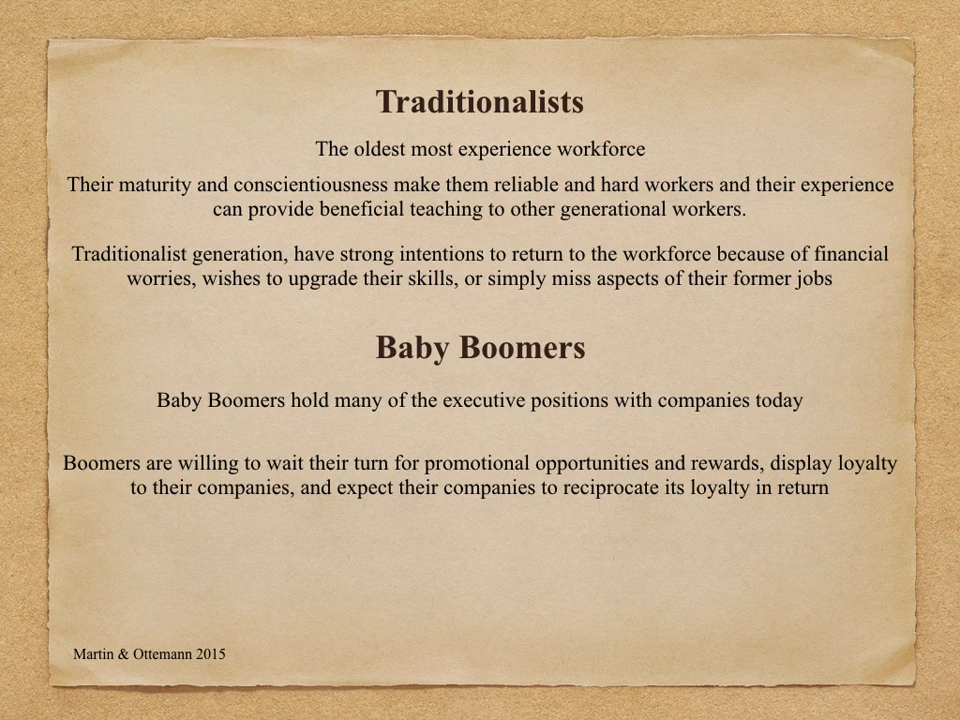 Traditionalists
The oldest most experience workforce
Their maturity and conscientiousness make them reliable and hard workers and their experience
can provide beneficial teaching to other generational workers.
Traditionalist generation, have strong intentions to return to the workforce because of financial
worries, wishes to upgrade their skills, or simply miss aspects of their former jobs
Baby Boomers
Baby Boomers hold many of the executive positions with companies today
Boomers are willing to wait their turn for promotional opportunities and rewards, display loyalty
to their companies, and expect their companies to reciprocate its loyalty in return
Martin & Ottemann 2015